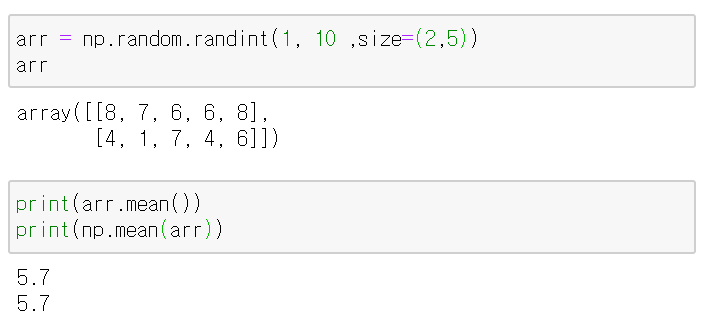 arr = np.random.randint(1, 10 ,size=(2,5))
arr
array([[8, 7, 6, 6, 8],
       [4, 1, 7, 4, 6]])
print(arr.mean())
print(np.mean(arr))
5.7
5.7